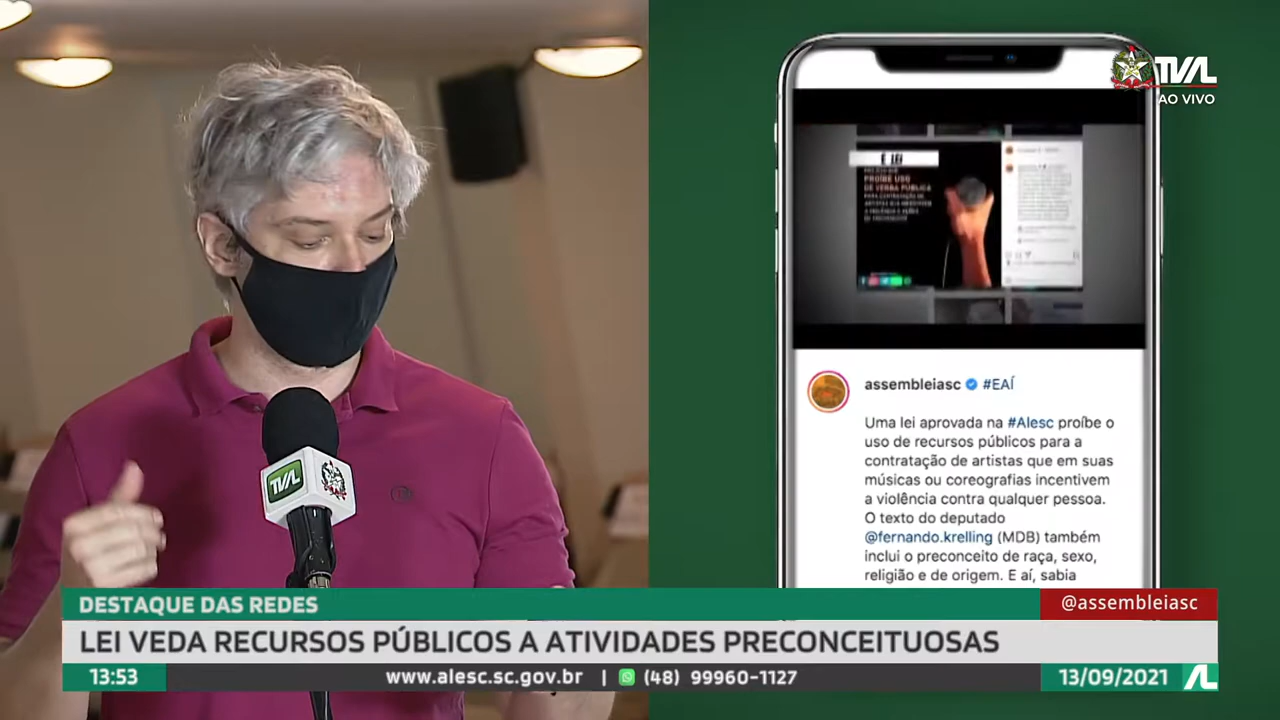 TVAL
AO VIVO
É LEI
PROÍBE USO
DE VERBA PÚBLICA
assembleiasc #EAÍ
Uma lei aprovada na #Alesc proíbe o
uso de recursos públicos para a
contratação de artistas que em suas
músicas ou coreografias incentivem
a violência contra qualquer pessoa.
O texto do deputado
@fernando.krelling (MDB) também
inclui o preconceito de raça, sexo,
religião e de origem. E aí, sabia
TVAL
DESTAQUE DAS REDES
@assembleiasc
LEI VEDA RECURSOS PÚBLICOS A ATIVIDADES PRECONCEITUOSAS
13:53
www.alesc.sc.gov.br | (48) 99960-1127
13/09/2021